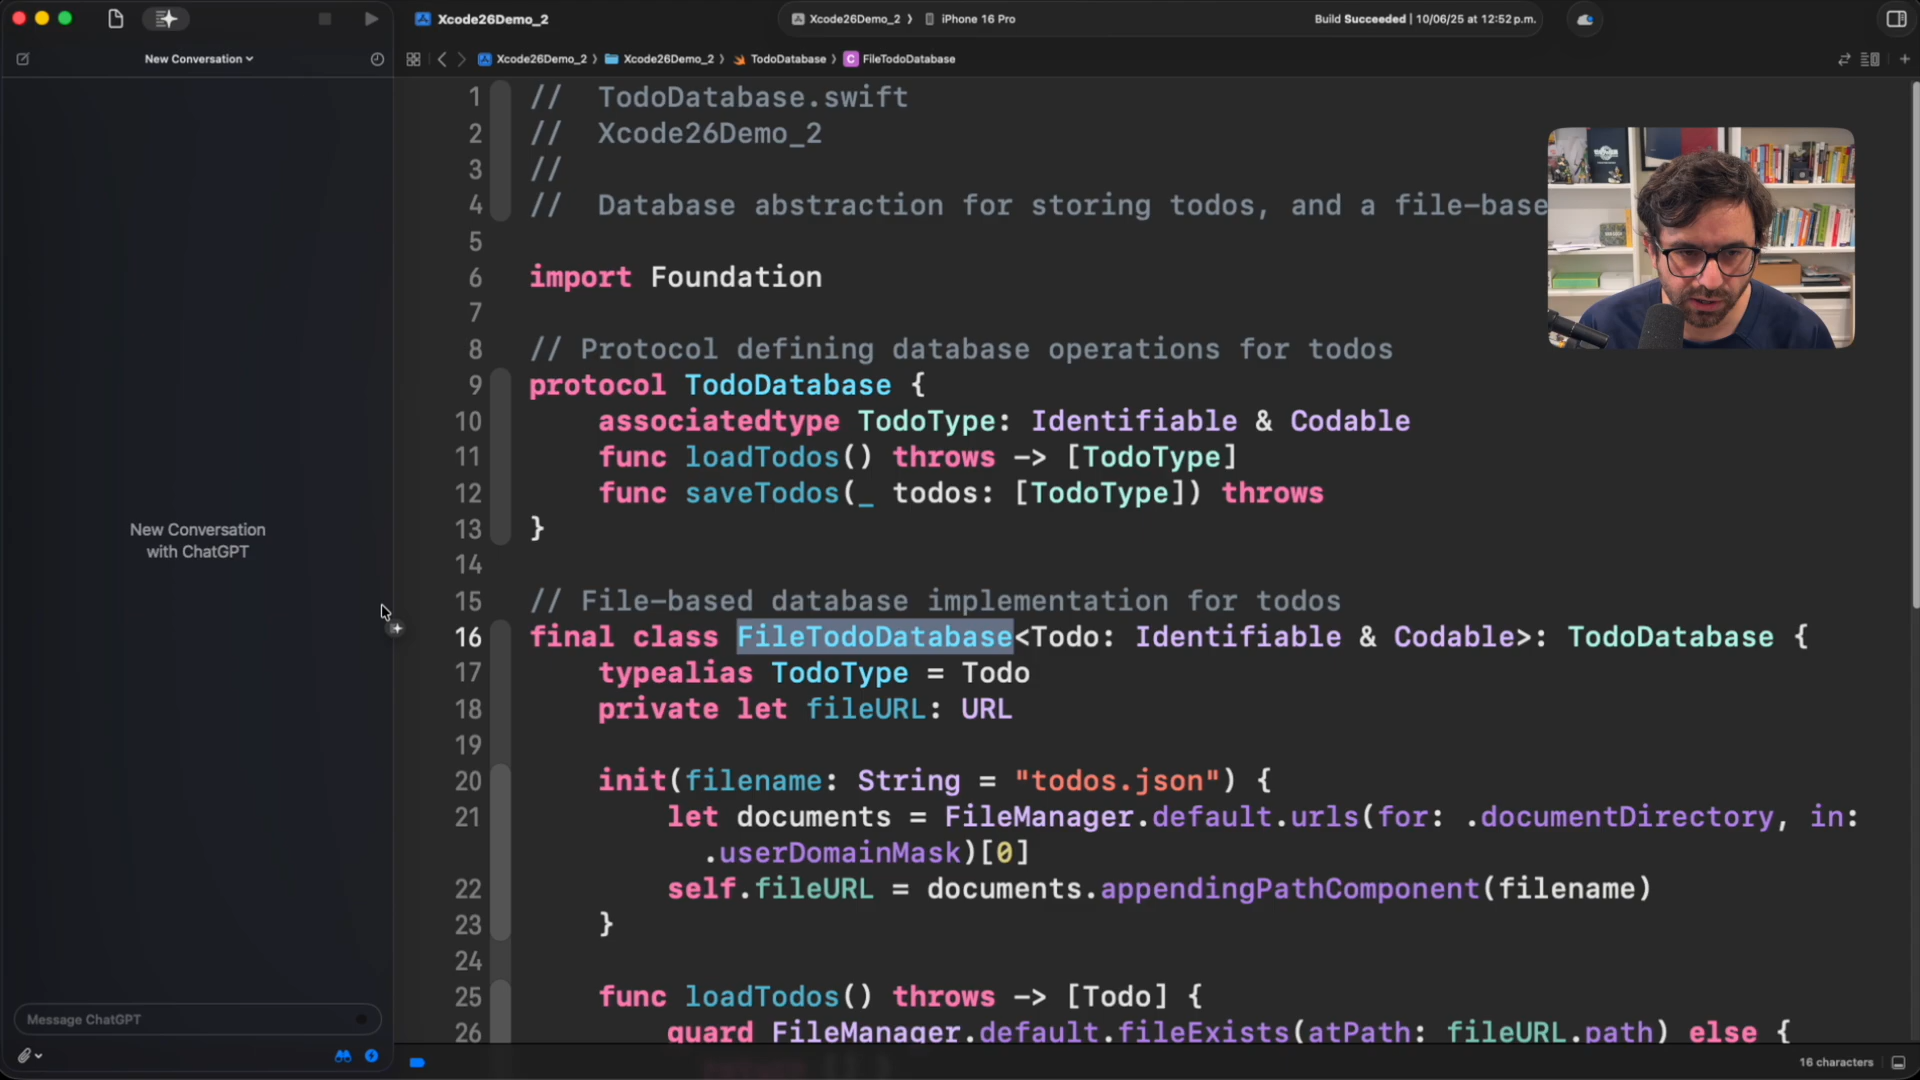 Xcode26Demo_2
Xcode26Demo_2 〉 iPhone 16 Pro
Build Succeeded | 10/06/25 at 12:52 p.m.
New Conversation
Xcode26Demo_2 〉 Xcode26Demo_2 〉 TodoDatabase 〉 C FileTodoDatabase
1 // TodoDatabase.swift
2 // Xcode26Demo_2
3 //
4 // Database abstraction for storing todos, and a file-base
5
6 import Foundation
7
8 // Protocol defining database operations for todos
9 protocol TodoDatabase {
10 associatedtype TodoType: Identifiable & Codable
11 func loadTodos() throws -> [TodoType]
12 func saveTodos(_ todos: [TodoType]) throws
13 }
14
15 // File-based database implementation for todos
16 final class FileTodoDatabase<Todo: Identifiable & Codable>: TodoDatabase {
17 typealias TodoType = Todo
18 private let fileURL: URL
19
20 init(filename: String = "todos.json") {
21 let documents = FileManager.default.urls(for: .documentDirectory, in:
.userDomainMask)[0]
22 self.fileURL = documents.appendingPathComponent(filename)
23 }
24
25 func loadTodos() throws -> [Todo] {
26 guard FileManager.default.fileExists(atPath: fileURL.path) else {
New Conversation
with ChatGPT
Message ChatGPT
16 characters